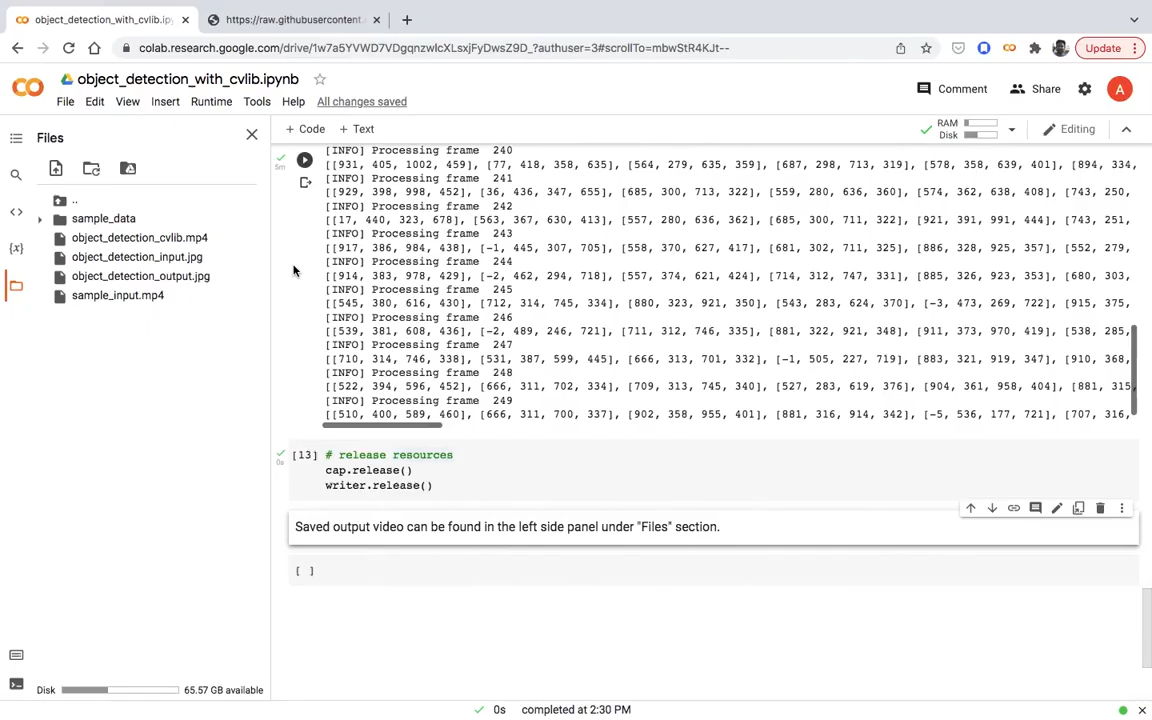 object_detection_with_cvlib.ipy
https://raw.githubusercontent.
colab.research.google.com/drive/1w7a5YVWD7VDgqnzwlcXLsxjFyDwsZ9D_?authuser=3#scrollTo=mbwStR4KJt--
Update
object_detection_with_cvlib.ipynb
File Edit View Insert Runtime Tools Help All changes saved
Comment Share A
Files
+ Code + Text
RAM
Disk
Editing
..
sample_data
object_detection_cvlib.mp4
object_detection_input.jpg
object_detection_output.jpg
sample_input.mp4
Disk 65.57 GB available
5m
[INFO] Processing frame 240
[[931, 405, 1002, 459], [77, 418, 358, 635], [564, 279, 635, 359], [687, 298, 713, 319], [578, 358, 639, 401], [894, 334,
[INFO] Processing frame 241
[[929, 398, 998, 452], [36, 436, 347, 655], [685, 300, 713, 322], [559, 280, 636, 360], [574, 362, 638, 408], [743, 250,
[INFO] Processing frame 242
[[17, 440, 323, 678], [563, 367, 630, 413], [557, 280, 636, 362], [685, 300, 711, 322], [921, 391, 991, 444], [743, 251,
[INFO] Processing frame 243
[[917, 386, 984, 438], [-1, 445, 307, 705], [558, 370, 627, 417], [681, 302, 711, 325], [886, 328, 925, 357], [552, 279,
[INFO] Processing frame 244
[[914, 383, 978, 429], [-2, 462, 294, 718], [557, 374, 621, 424], [714, 312, 747, 331], [885, 326, 923, 353], [680, 303,
[INFO] Processing frame 245
[[545, 380, 616, 430], [712, 314, 745, 334], [880, 323, 921, 350], [543, 283, 624, 370], [-3, 473, 269, 722], [915, 375,
[INFO] Processing frame 246
[[539, 381, 608, 436], [-2, 489, 246, 721], [711, 312, 746, 335], [881, 322, 921, 348], [911, 373, 970, 419], [538, 285,
[INFO] Processing frame 247
[[710, 314, 746, 338], [531, 387, 599, 445], [666, 313, 701, 332], [-1, 505, 227, 719], [883, 321, 919, 347], [910, 368,
[INFO] Processing frame 248
[[522, 394, 596, 452], [666, 311, 702, 334], [709, 313, 745, 340], [527, 283, 619, 376], [904, 361, 958, 404], [881, 315,
[INFO] Processing frame 249
[[510, 400, 589, 460], [666, 311, 700, 337], [902, 358, 955, 401], [881, 316, 914, 342], [-5, 536, 177, 721], [707, 316,
0s
[13] # release resources
cap.release()
writer.release()
Saved output video can be found in the left side panel under "Files" section.
[ ]
0s completed at 2:30 PM